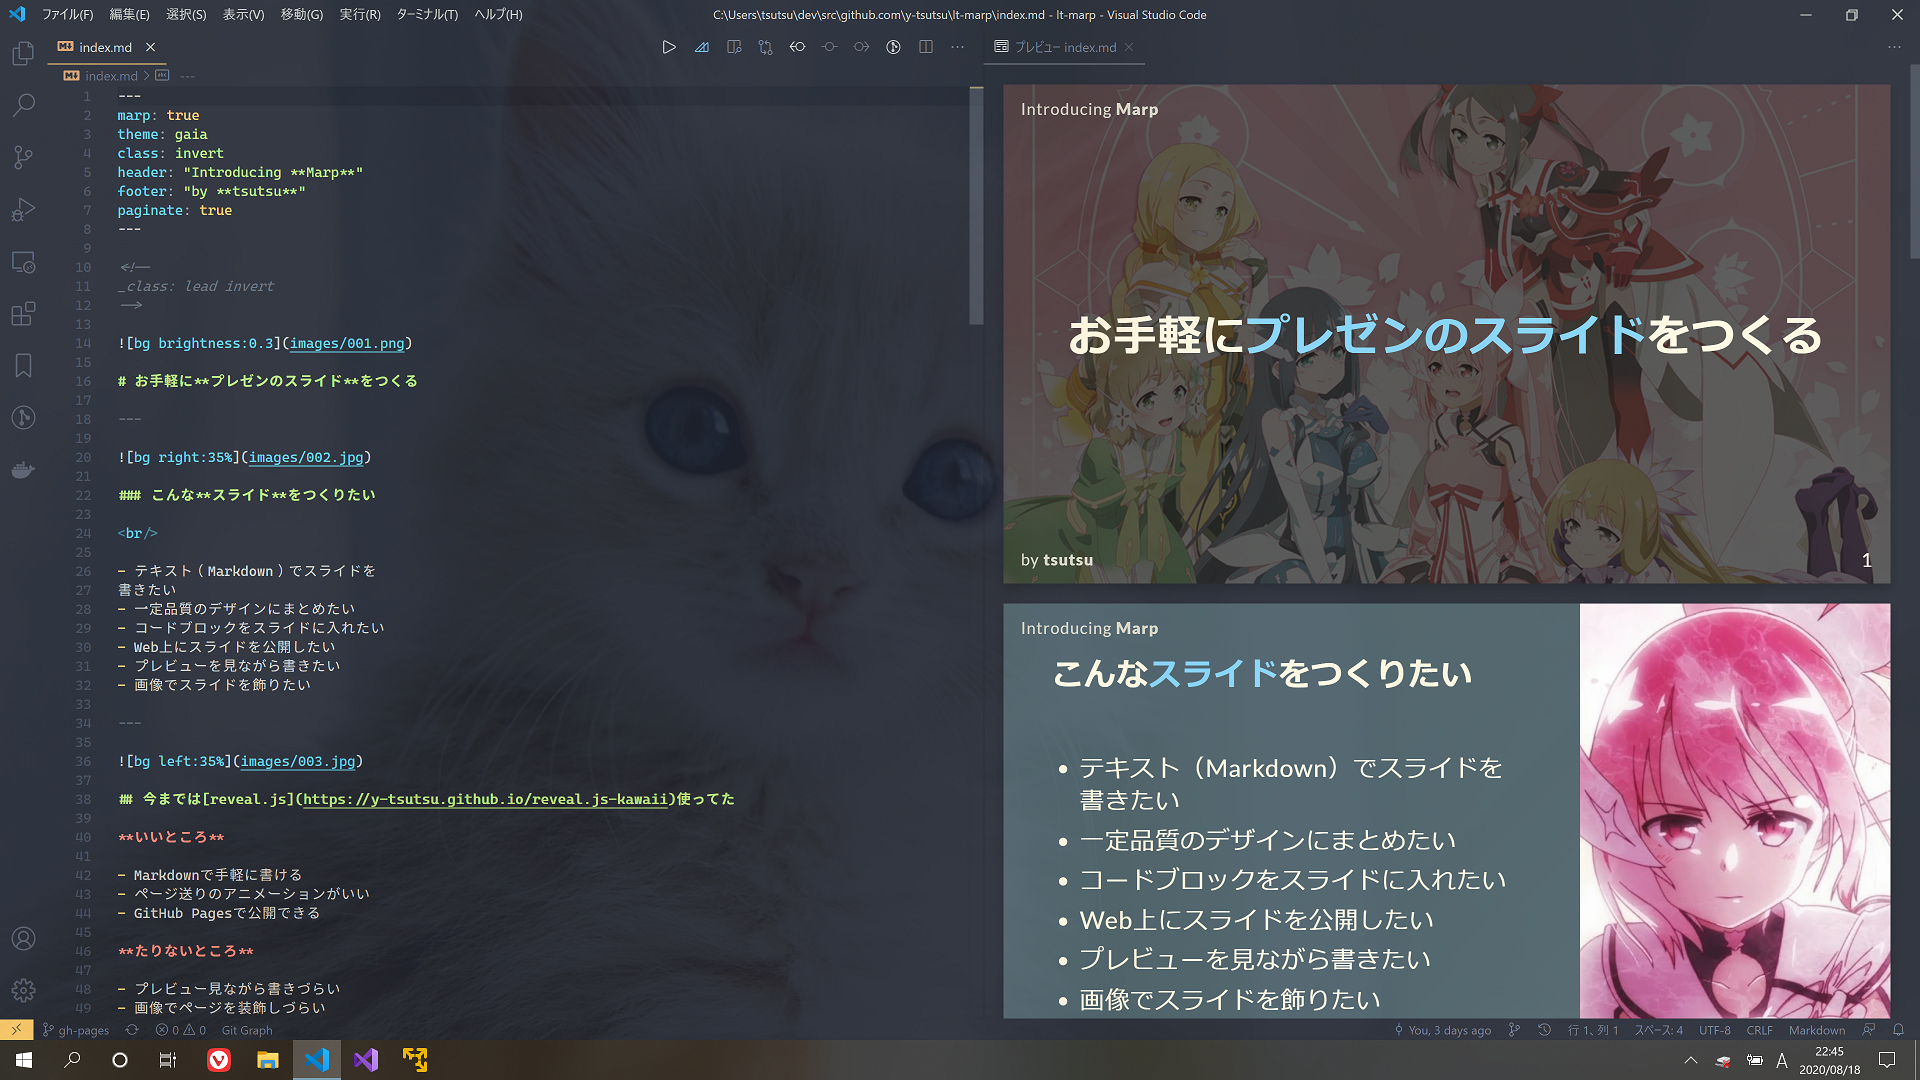 ファイル(F) 編集(E) 選択(S) 表示(V) 移動(G) 実行(R) ターミナル(T) ヘルプ(H)
C:\Users\tsutsu\dev\src\github.com\y-tsutsu\lt-marp\index.md - lt-marp - Visual Studio Code
index.md
index.md > ---
1 ---
2 marp: true
3 theme: gaia
4 class: invert
5 header: "Introducing **Marp**"
6 footer: "by **tsutsu**"
7 paginate: true
8 ---
9
10 <!--
11 _class: lead invert
12 -->
13
14 ![bg brightness:0.3](images/001.png)
15
16 # お手軽に**プレゼンのスライド**をつくる
17
18 ---
19
20 ![bg right:35%](images/002.jpg)
21
22 ### こんな**スライド**をつくりたい
23
24 <br/>
25
26 - テキスト（Markdown）でスライドを
27 書きたい
28 - 一定品質のデザインにまとめたい
29 - コードブロックをスライドに入れたい
30 - Web上にスライドを公開したい
31 - プレビューを見ながら書きたい
32 - 画像でスライドを飾りたい
33
34 ---
35
36 ![bg left:35%](images/003.jpg)
37
38 ## 今までは[reveal.js](https://y-tsutsu.github.io/reveal.js-kawaii)使ってた
39
40 **いいところ**
41
42 - Markdownで手軽に書ける
43 - ページ送りのアニメーションがいい
44 - GitHub Pagesで公開できる
45
46 **たりないところ**
47
48 - プレビュー見ながら書きづらい
49 - 画像でページを装飾しづらい
プレビュー index.md
Introducing Marp
お手軽にプレゼンのスライドをつくる
by tsutsu
1
Introducing Marp
こんなスライドをつくりたい
• テキスト（Markdown）でスライドを
書きたい
• 一定品質のデザインにまとめたい
• コードブロックをスライドに入れたい
• Web上にスライドを公開したい
• プレビューを見ながら書きたい
• 画像でスライドを飾りたい
gh-pages 0 0 Git Graph
You, 3 days ago 行 1、列 1 スペース: 4 UTF-8 CRLF Markdown
A
22:45
2020/08/18